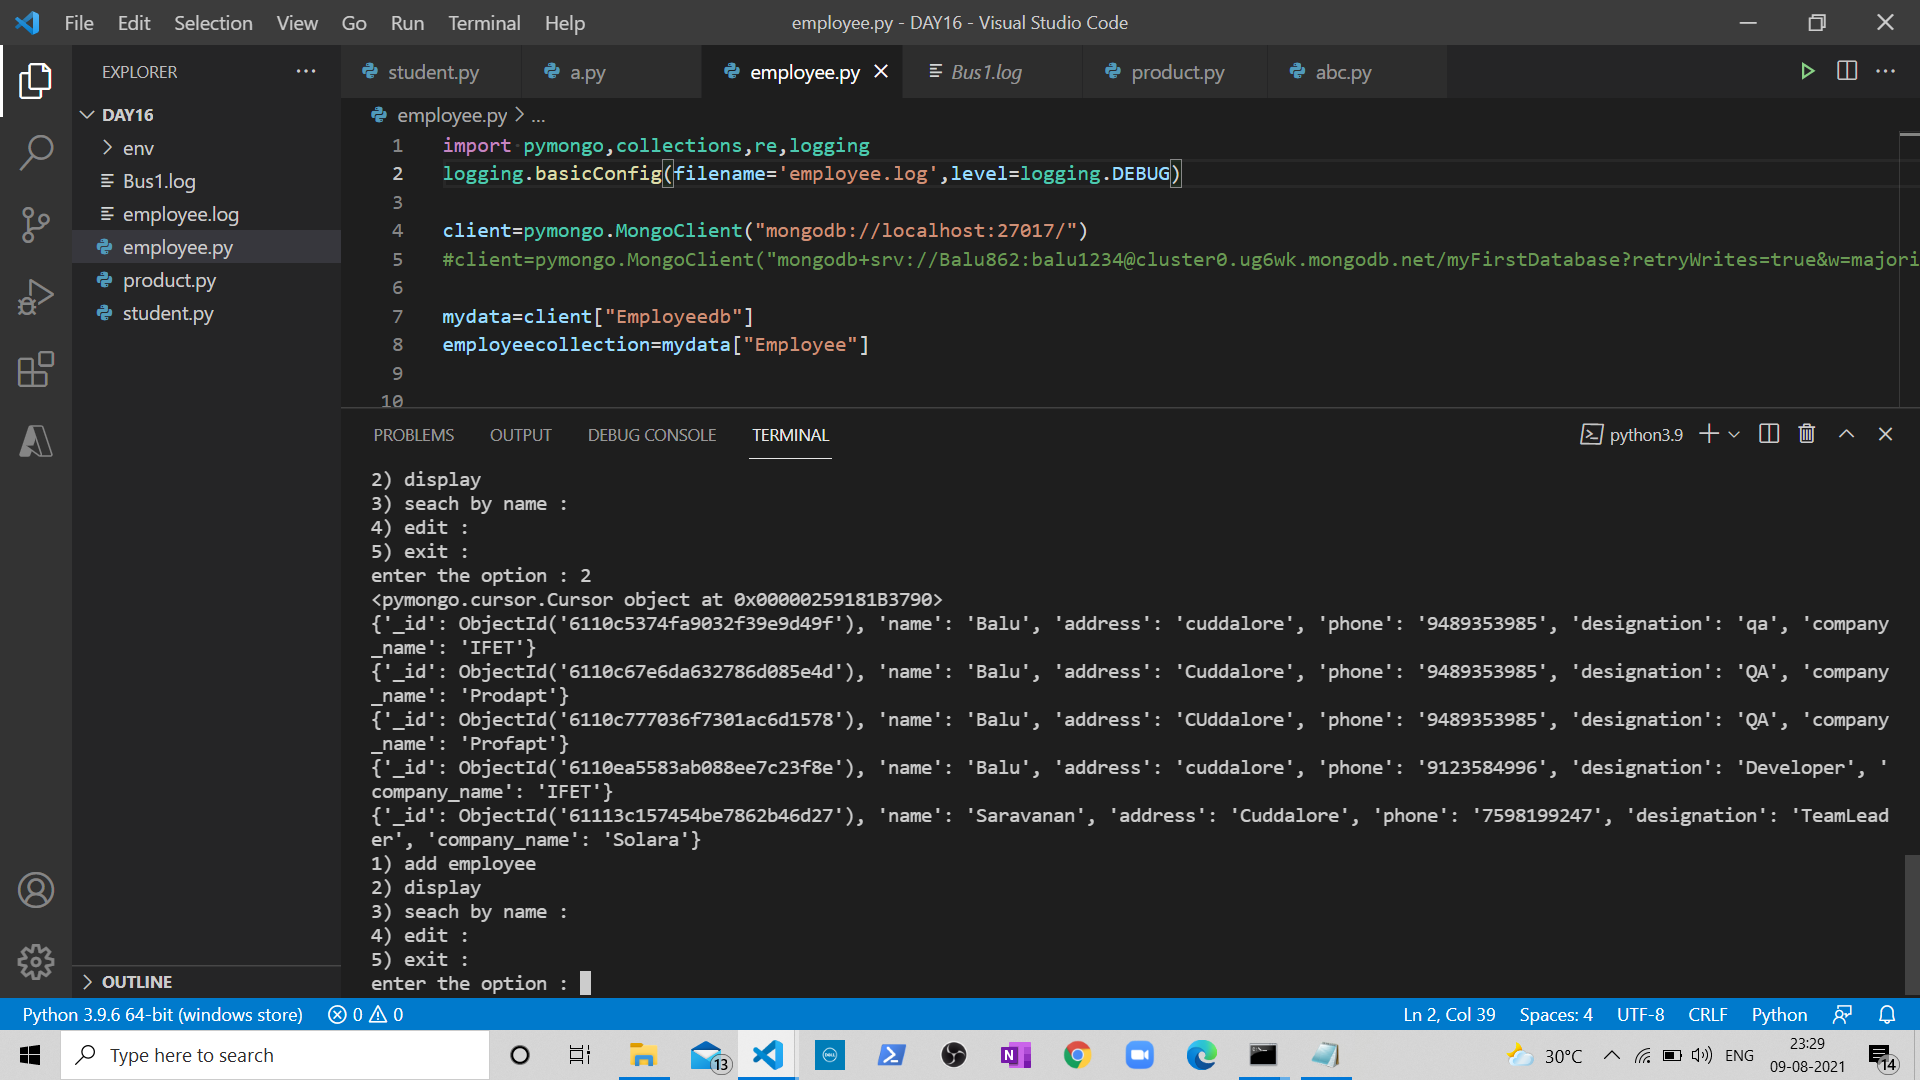 File Edit Selection View Go Run Terminal Help
employee.py - DAY16 - Visual Studio Code
EXPLORER
DAY16
env
Bus1.log
employee.log
employee.py
product.py
student.py
OUTLINE
student.py a.py employee.py Bus1.log product.py abc.py
employee.py > ...
1 import pymongo,collections,re,logging
2 logging.basicConfig(filename='employee.log',level=logging.DEBUG)
3
4 client=pymongo.MongoClient("mongodb://localhost:27017/")
5 #client=pymongo.MongoClient("mongodb+srv://Balu862:balu1234@cluster0.ug6wk.mongodb.net/myFirstDatabase?retryWrites=true&w=majori
6
7 mydata=client["Employeedb"]
8 employeecollection=mydata["Employee"]
9
10
PROBLEMS OUTPUT DEBUG CONSOLE TERMINAL
python3.9
2) display
3) seach by name :
4) edit :
5) exit :
enter the option : 2
<pymongo.cursor.Cursor object at 0x00000259181B3790>
{'_id': ObjectId('6110c5374fa9032f39e9d49f'), 'name': 'Balu', 'address': 'cuddalore', 'phone': '9489353985', 'designation': 'qa', 'company
_name': 'IFET'}
{'_id': ObjectId('6110c67e6da632786d085e4d'), 'name': 'Balu', 'address': 'Cuddalore', 'phone': '9489353985', 'designation': 'QA', 'company
_name': 'Prodapt'}
{'_id': ObjectId('6110c777036f7301ac6d1578'), 'name': 'Balu', 'address': 'CUddalore', 'phone': '9489353985', 'designation': 'QA', 'company
_name': 'Profapt'}
{'_id': ObjectId('6110ea5583ab088ee7c23f8e'), 'name': 'Balu', 'address': 'cuddalore', 'phone': '9123584996', 'designation': 'Developer', '
company_name': 'IFET'}
{'_id': ObjectId('61113c157454be7862b46d27'), 'name': 'Saravanan', 'address': 'Cuddalore', 'phone': '7598199247', 'designation': 'TeamLead
er', 'company_name': 'Solara'}
1) add employee
2) display
3) seach by name :
4) edit :
5) exit :
enter the option :
Python 3.9.6 64-bit (windows store) 0 0
Ln 2, Col 39 Spaces: 4 UTF-8 CRLF Python
Type here to search
13
DELL
N
30°C
ENG
23:29
09-08-2021
14